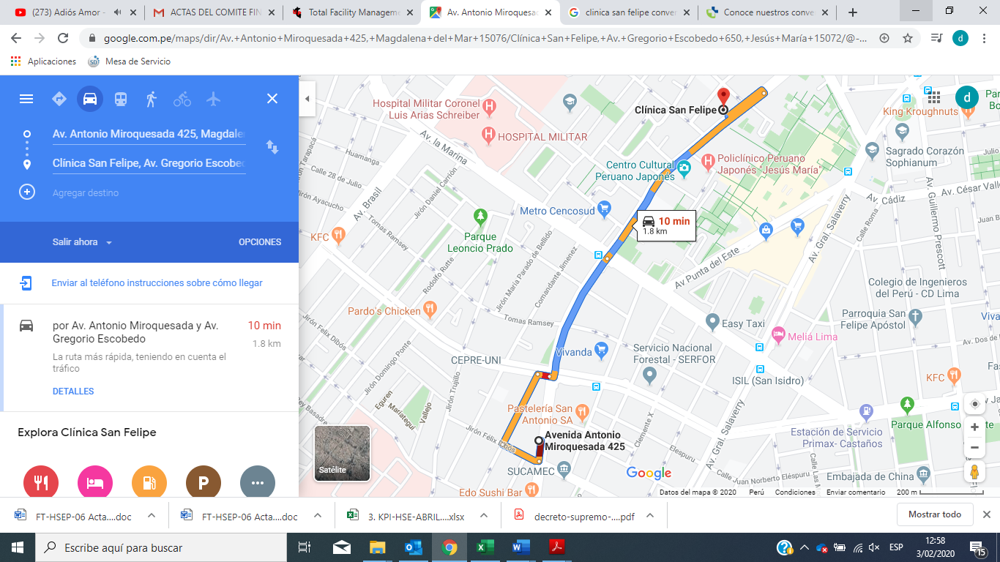 (273) Adiós Amor -
ACTAS DEL COMITE FIN
Total Facility Managem
Av. Antonio Miroquesad
clinica san felipe conver
Conoce nuestros conve
google.com.pe/maps/dir/Av.+Antonio+Miroquesada+425,+Magdalena+del+Mar+15076/Clínica+San+Felipe,+Av.+Gregorio+Escobedo+650,+Jesús+María+15072/@-...
d
Aplicaciones
Mesa de Servicio
Av. Antonio Miroquesada 425, Magdale
Clínica San Felipe, Av. Gregorio Escobe
Agregar destino
Salir ahora
OPCIONES
Enviar al teléfono instrucciones sobre cómo llegar
por Av. Antonio Miroquesada y Av.
Gregorio Escobedo
10 min
1.8 km
La ruta más rápida, teniendo en cuenta el
tráfico
DETALLES
Explora Clínica San Felipe
P
Satélite
Hospital Militar Coronel
Luis Arias Schreiber
HOSPITAL MILITAR
Clínica San Felipe
d
King Kroughnuts
Sagrado Corazón
Sophianum
Policlínico Peruano
Japonés "Jesus María"
Centro Cultural
Peruano Japonés
Av. la Marina
Huamanga
Calle 28 de Julio
Jirón Ayacucho
Av. Brasil
Jirón Daniel Carrión
Metro Cencosud
Parque
Leoncio Prado
KFC
Tomas Ramsey
Rodolfo Rutte
Jirón María Parado de Bellido
Comandante Jimenez
10 min
1.8 km
Av Punta del Este
Av. Gral. Salaverry
Av. Cádiz
Av. César Valle
Calle Roma
Av. Guillermo Prescott
Juan B
Julio
Colegio de Ingenieros
del Perú - CD Lima
Parroquia San
Felipe Apóstol
Pardo's Chicken
Tomas Ramsey
Easy Taxi
Meliá Lima
Jirón Félix Dibós
Jirón Domingo Ponte
CEPRE-UNI
Jirón Trujillo
Vivanda
Servicio Nacional
Forestal - SERFOR
ISIL (San Isidro)
Av. Dos de
KFC
Eguren
Mariategui
Vallejo
Pastelería San
Antonio SA
Avenida Antonio
Miroquesada 425
Jirón Félix Dibós
Clemente X
Elespuru
Av. Gral. Salaverry
Estación de Servicio
Primax- Castaños
Parque Alfonso
SUCAMEC
Edo Sushi Bar
Google
Calle Juan Norberto Eléspuru
Embajada de China
Datos del mapa © 2020
Perú
Condiciones
Enviar comentario
200 m
FT-HSEP-06 Acta....doc
FT-HSEP-06 Acta....doc
3. KPI-HSE-ABRIL....xlsx
decreto-supremo-....pdf
Mostrar todo
Escribe aquí para buscar
ESP
12:58
3/02/2020
15